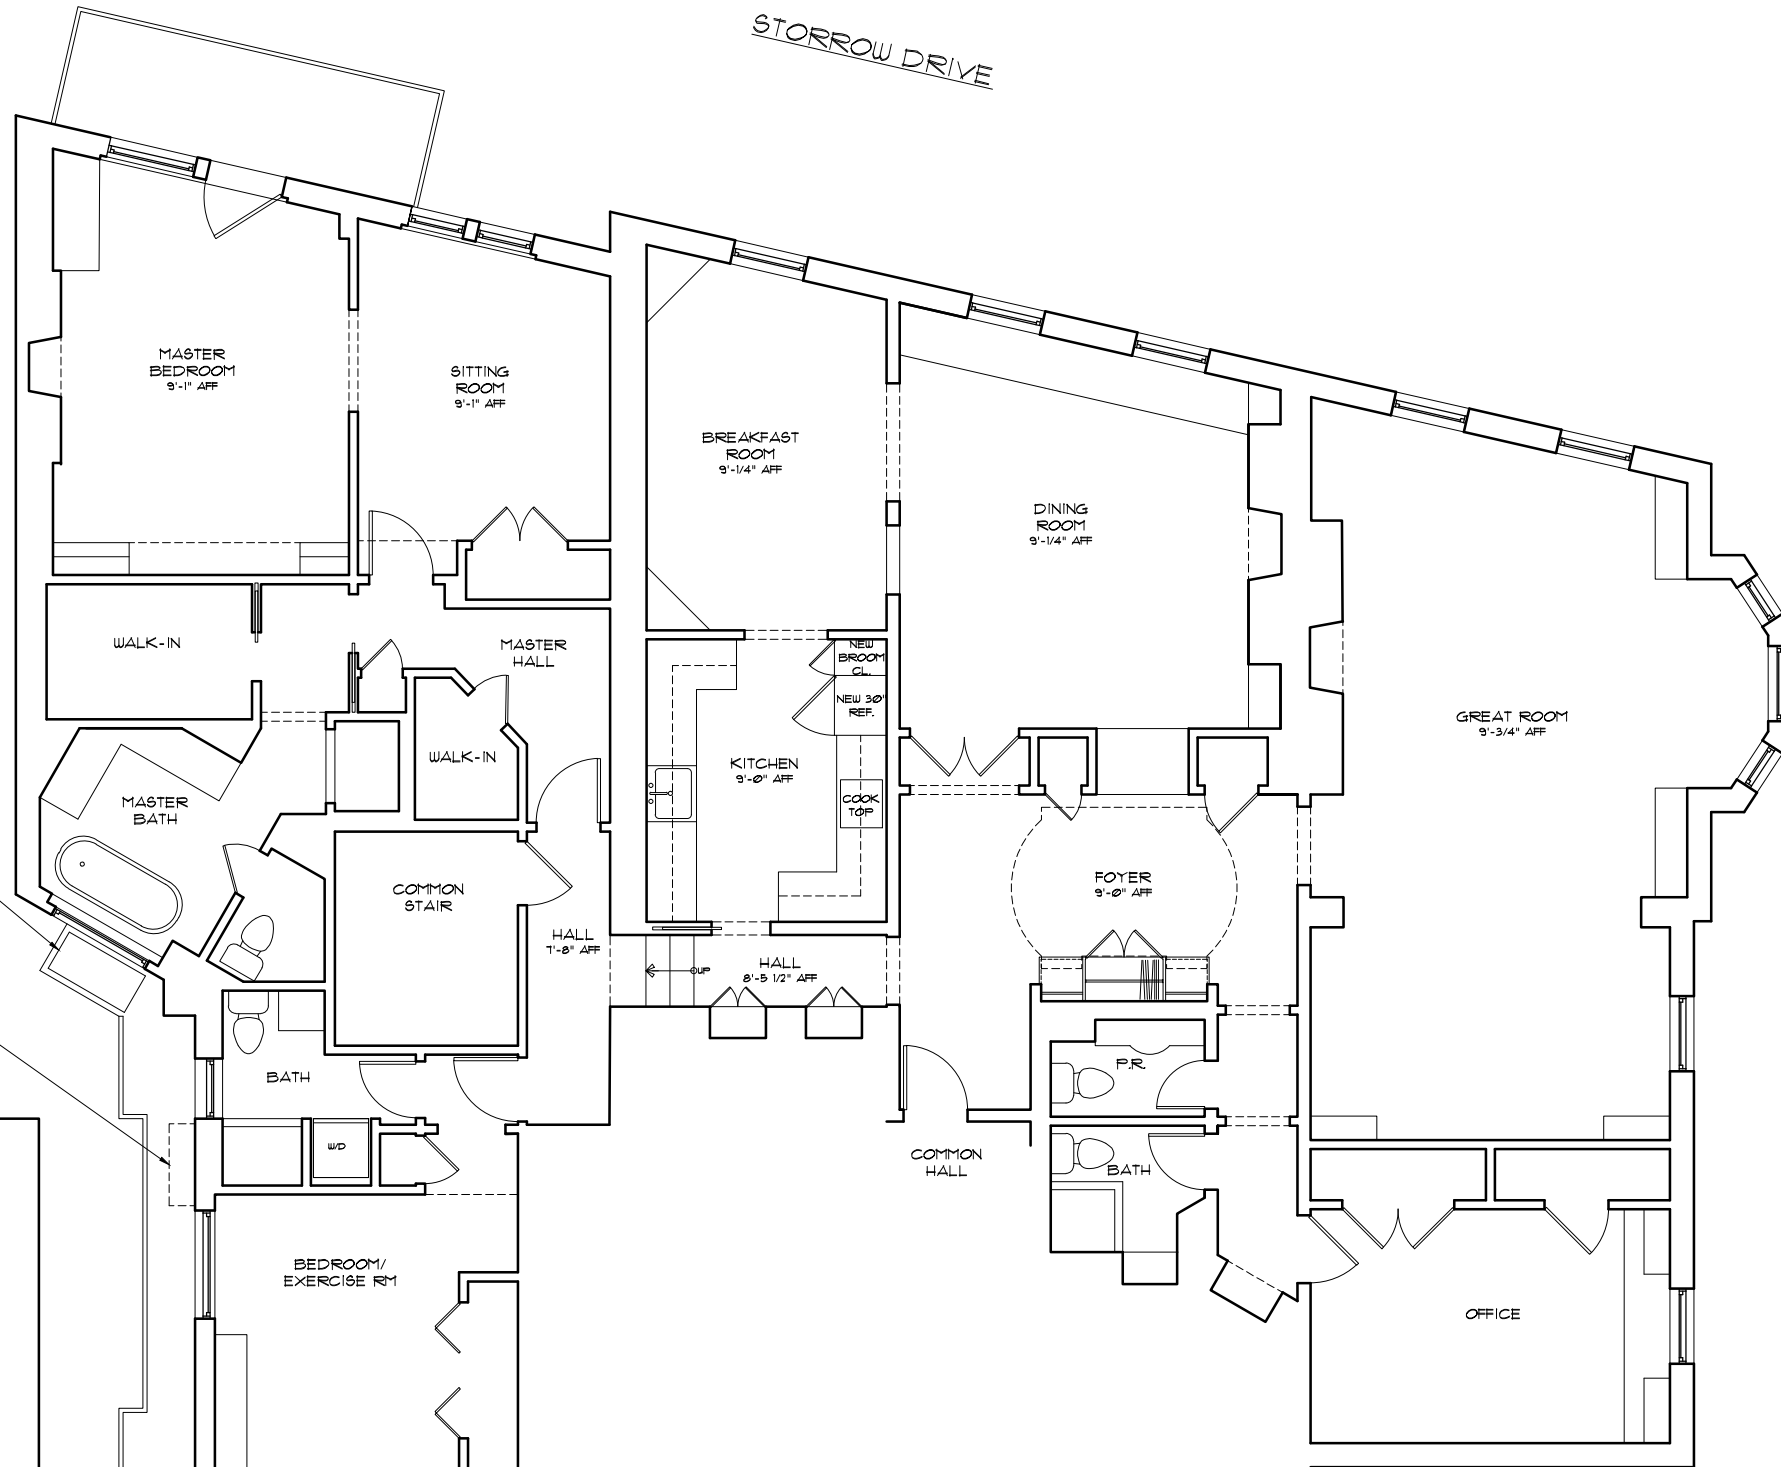 STORROW DRIVE
MASTER
BEDROOM
9'-1" AFF
SITTING
ROOM
9'-1" AFF
BREAKFAST
ROOM
9'-1/4" AFF
DINING
ROOM
9'-1/4" AFF
WALK-IN
MASTER
HALL
NEW
BROOM
CL.
NEW 30"
REF.
GREAT ROOM
9'-3/4" AFF
WALK-IN
KITCHEN
9'-0" AFF
COOK
TOP
MASTER
BATH
COMMON
STAIR
FOYER
9'-0" AFF
HALL
7'-8" AFF
HALL
8'-5 1/2" AFF
UP
BATH
P.R.
W/D
COMMON
HALL
BATH
BEDROOM/
EXERCISE RM
OFFICE